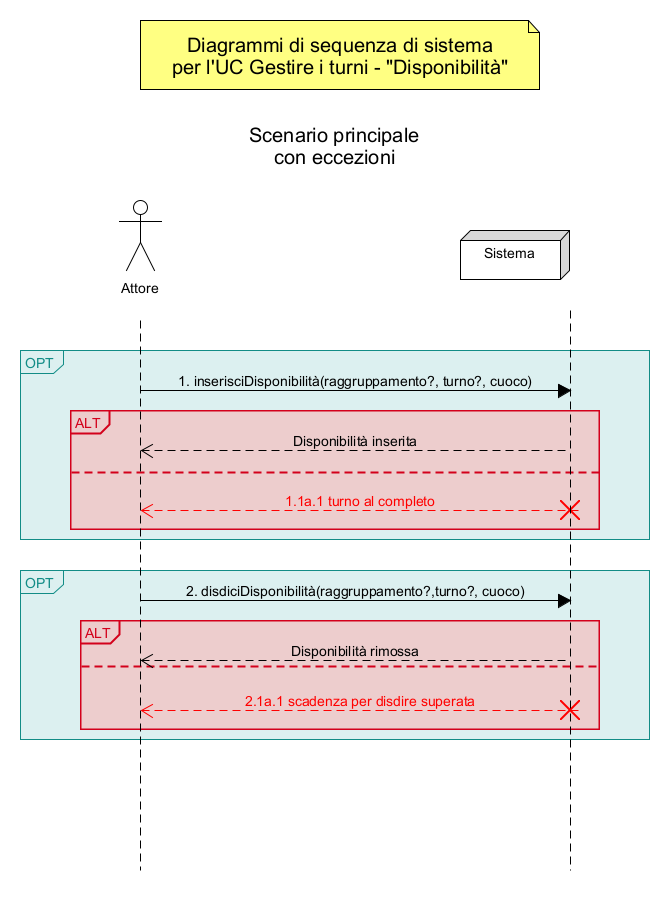 Diagrammi di sequenza di sistema
per l'UC Gestire i turni - "Disponibilità"
Scenario principale
con eccezioni
Attore
Sistema
OPT
1. inserisciDisponibilità(raggruppamento?, turno?, cuoco)
ALT
Disponibilità inserita
1.1a.1 turno al completo
OPT
2. disdiciDisponibilità(raggruppamento?,turno?, cuoco)
ALT
Disponibilità rimossa
2.1a.1 scadenza per disdire superata